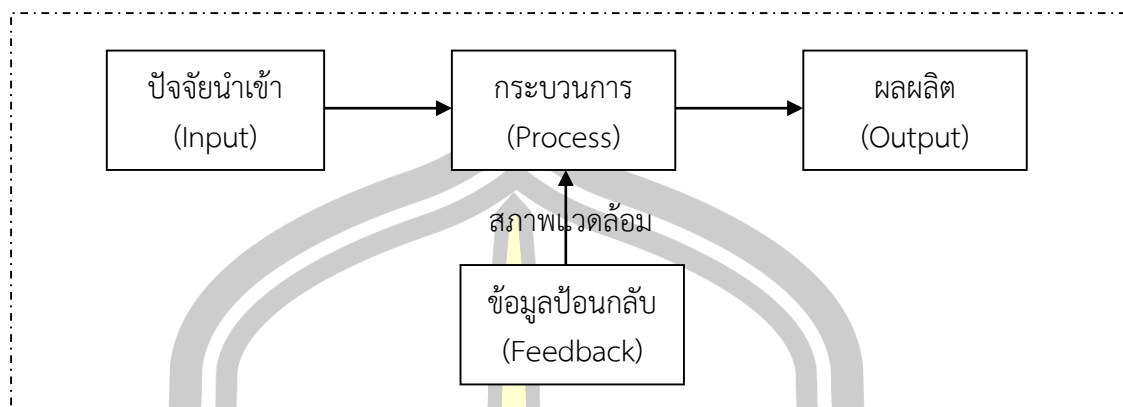 ปัจจัยนำเข้า
(Input)
กระบวนการ
(Process)
ผลผลิต
(Output)
สภาพแวดล้อม
ข้อมูลป้อนกลับ
(Feedback)